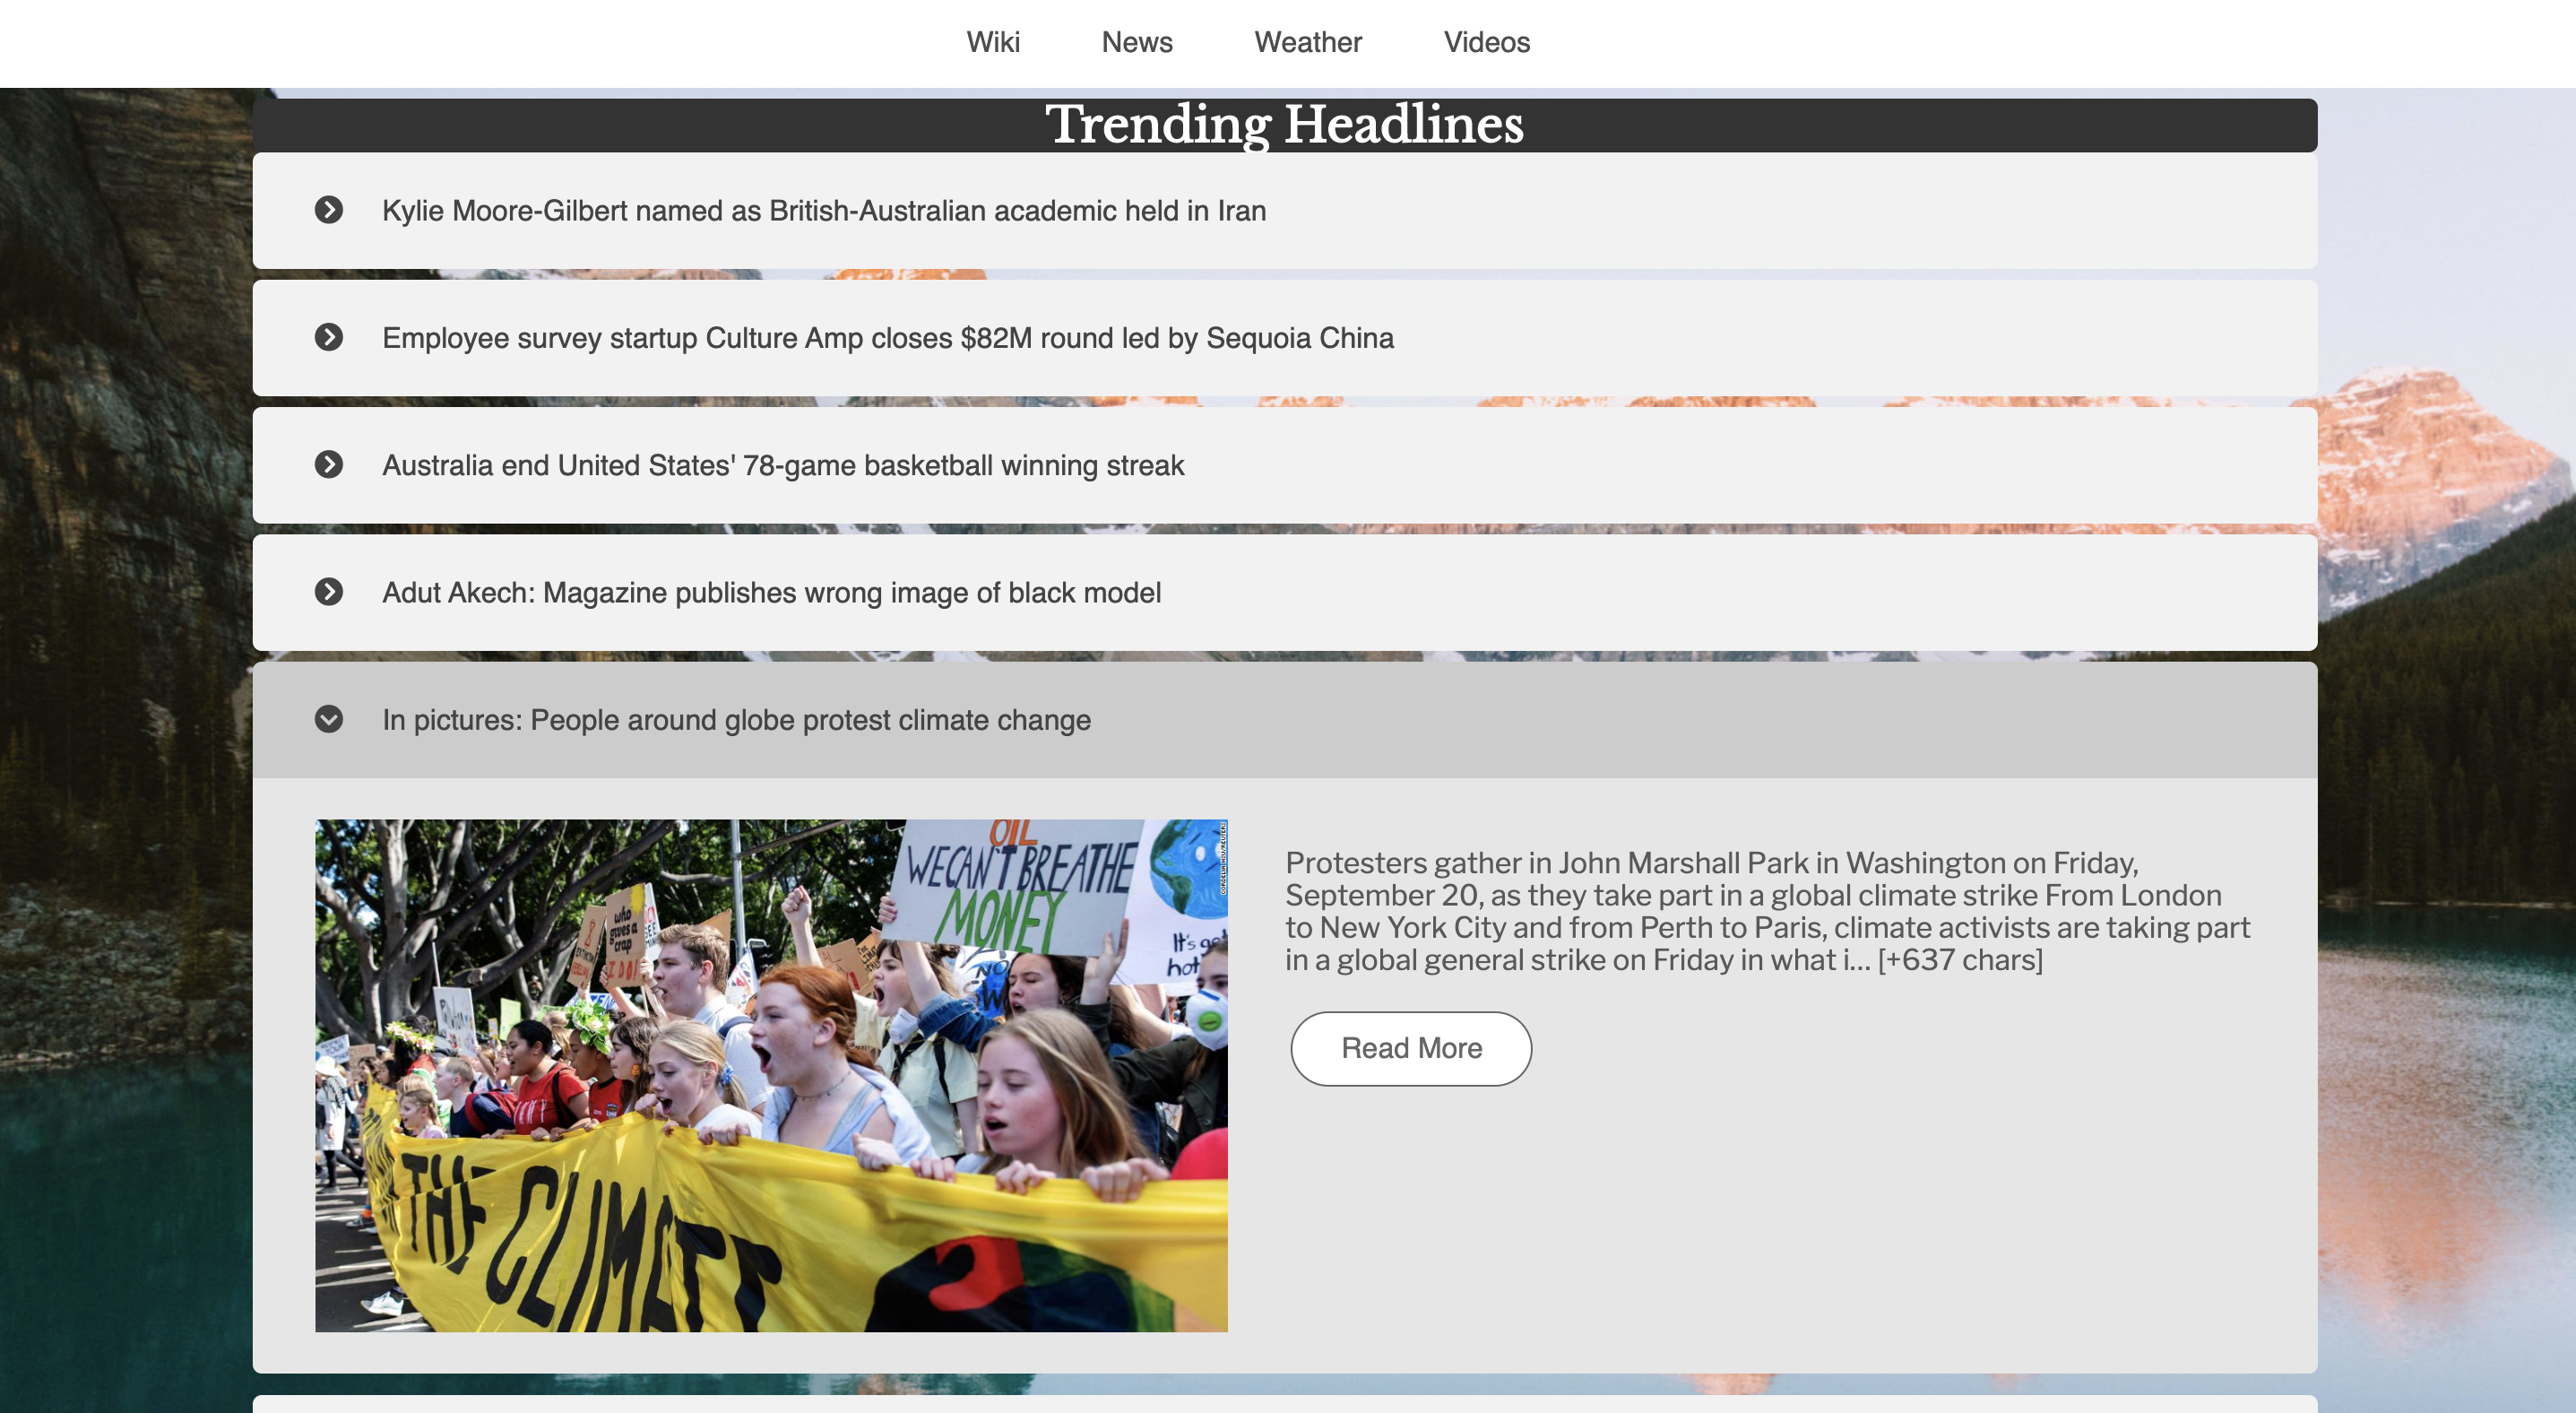 Wiki News Weather Videos
Trending Headlines
Kylie Moore-Gilbert named as British-Australian academic held in Iran
Employee survey startup Culture Amp closes $82M round led by Sequoia China
Australia end United States' 78-game basketball winning streak
Adut Akech: Magazine publishes wrong image of black model
In pictures: People around globe protest climate change
OIL
WE CAN'T BREATHE
MONEY
who
gives a
crap
I DO!
It's
hot
NO
THE CLIMATE
Protesters gather in John Marshall Park in Washington on Friday,
September 20, as they take part in a global climate strike From London
to New York City and from Perth to Paris, climate activists are taking part
in a global general strike on Friday in what i… [+637 chars]
Read More